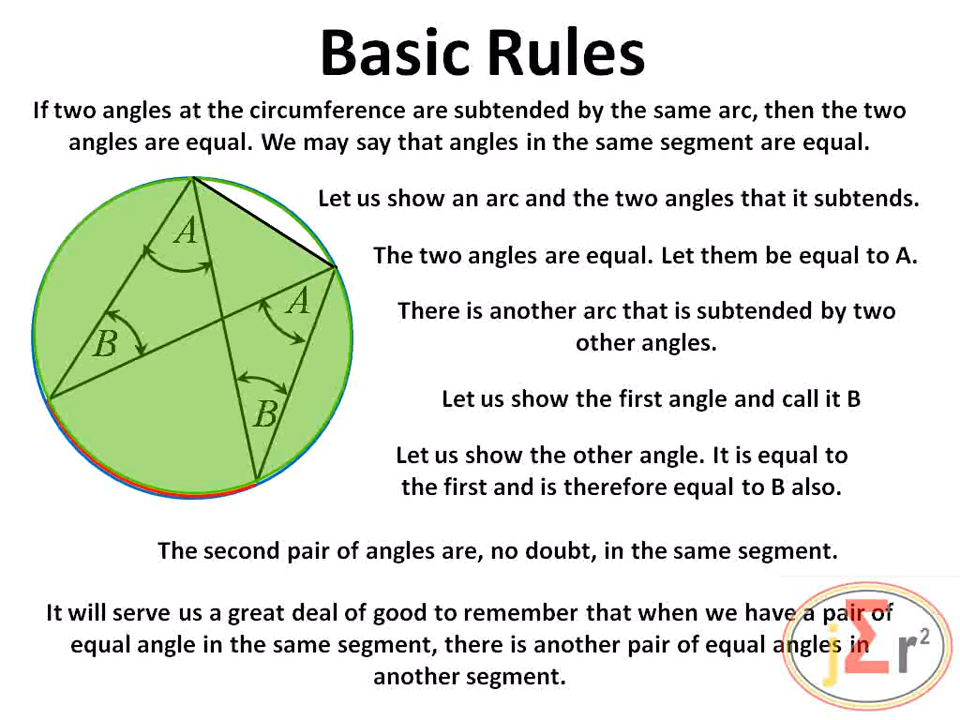 Basic Rules
If two angles at the circumference are subtended by the same arc, then the two
angles are equal. We may say that angles in the same segment are equal.
Let us show an arc and the two angles that it subtends.
A
The two angles are equal. Let them be equal to A.
A
There is another arc that is subtended by two
other angles.
B
Let us show the first angle and call it B
B
Let us show the other angle. It is equal to
the first and is therefore equal to B also.
The second pair of angles are, no doubt, in the same segment.
It will serve us a great deal of good to remember that when we have a pair of
equal angle in the same segment, there is another pair of equal angles in
another segment.
jΣr²